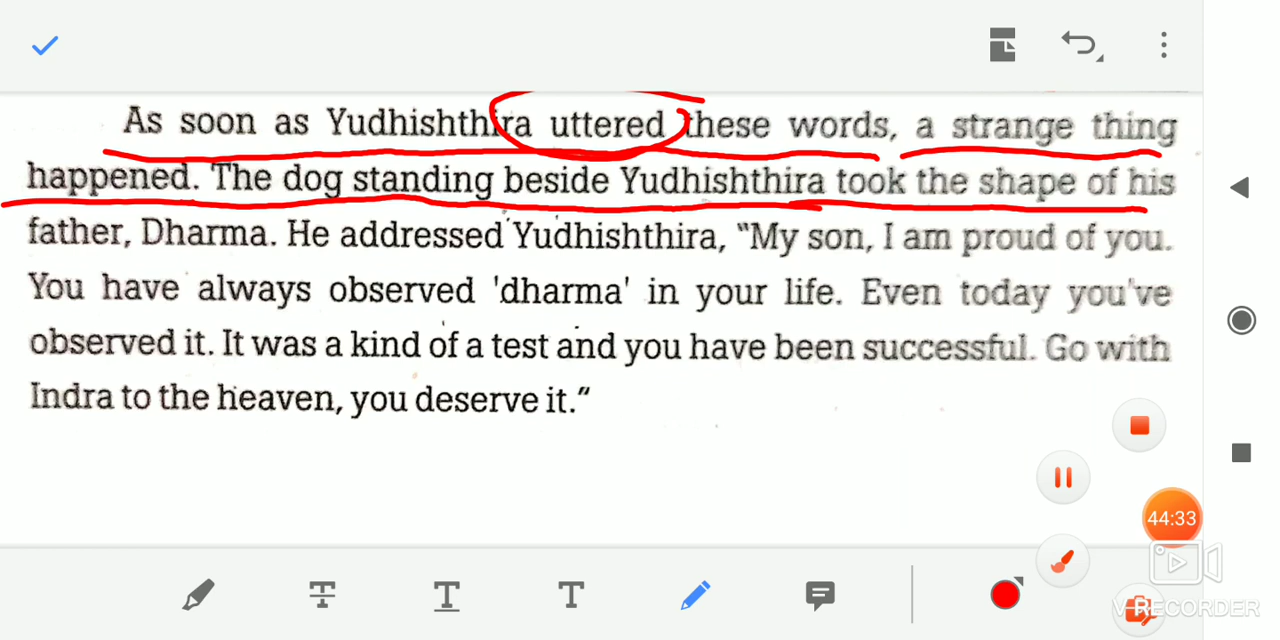 As soon as Yudhishthira uttered these words, a strange thing
happened. The dog standing beside Yudhishthira took the shape of his
father, Dharma. He addressed Yudhishthira, "My son, I am proud of you.
You have always observed 'dharma' in your life. Even today you've
observed it. It was a kind of a test and you have been successful. Go with
Indra to the heaven, you deserve it."
44:33
V-RECORDER